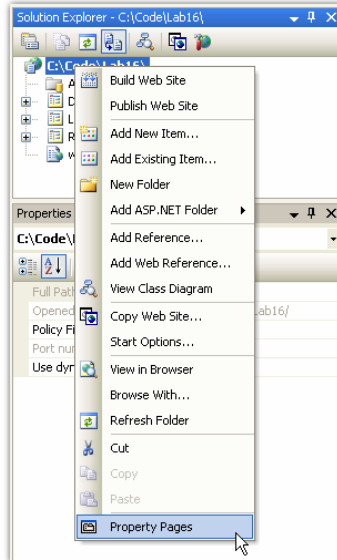 Solution Explorer - C:\Code\Lab16\
C:\Code\Lab16\
A
Build Web Site
D
Publish Web Site
L
R
Add New Item...
w
Add Existing Item...
New Folder
Properties
Add ASP.NET Folder
C:\Code\
Add Reference...
Add Web Reference...
Full Path
View Class Diagram
Opened
ab16/
Policy Fi
Copy Web Site...
Port num
Start Options...
Use dyn
View in Browser
Browse With...
Refresh Folder
Cut
Copy
Paste
Property Pages